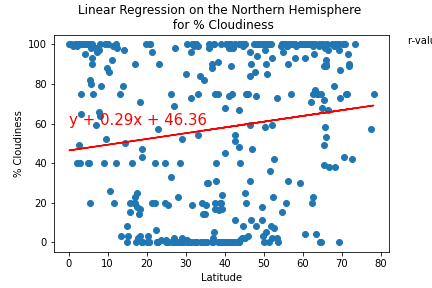 Linear Regression on the Northern Hemisphere
for % Cloudiness
r-valu
100
80
60
40
20
0
% Cloudiness
y + 0.29x + 46.36
0 10 20 30 40 50 60 70 80
Latitude